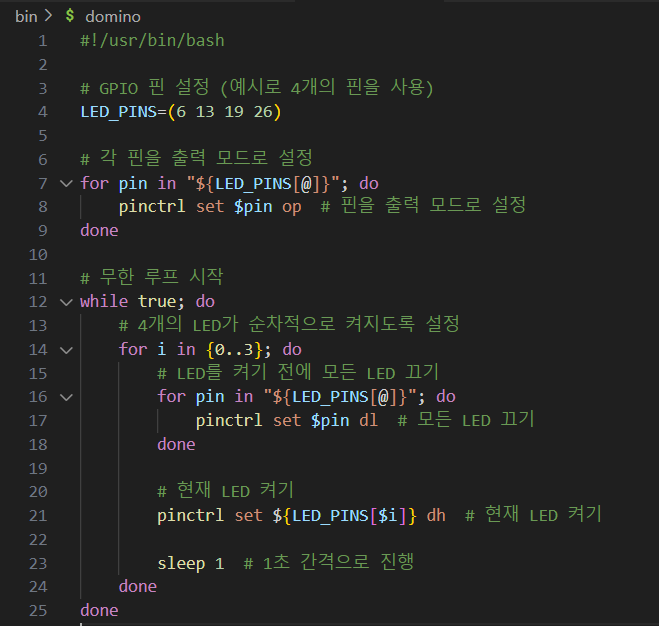 bin > $ domino
1 #!/usr/bin/bash
2
3 # GPIO 핀 설정 (예시로 4개의 핀을 사용)
4 LED_PINS=(6 13 19 26)
5
6 # 각 핀을 출력 모드로 설정
7 for pin in "${LED_PINS[@]}"; do
8     pinctrl set $pin op  # 핀을 출력 모드로 설정
9 done
10
11 # 무한 루프 시작
12 while true; do
13     # 4개의 LED가 순차적으로 켜지도록 설정
14     for i in {0..3}; do
15         # LED를 켜기 전에 모든 LED 끄기
16         for pin in "${LED_PINS[@]}"; do
17             pinctrl set $pin dl  # 모든 LED 끄기
18         done
19
20         # 현재 LED 켜기
21         pinctrl set ${LED_PINS[$i]} dh  # 현재 LED 켜기
22
23         sleep 1  # 1초 간격으로 진행
24     done
25 done